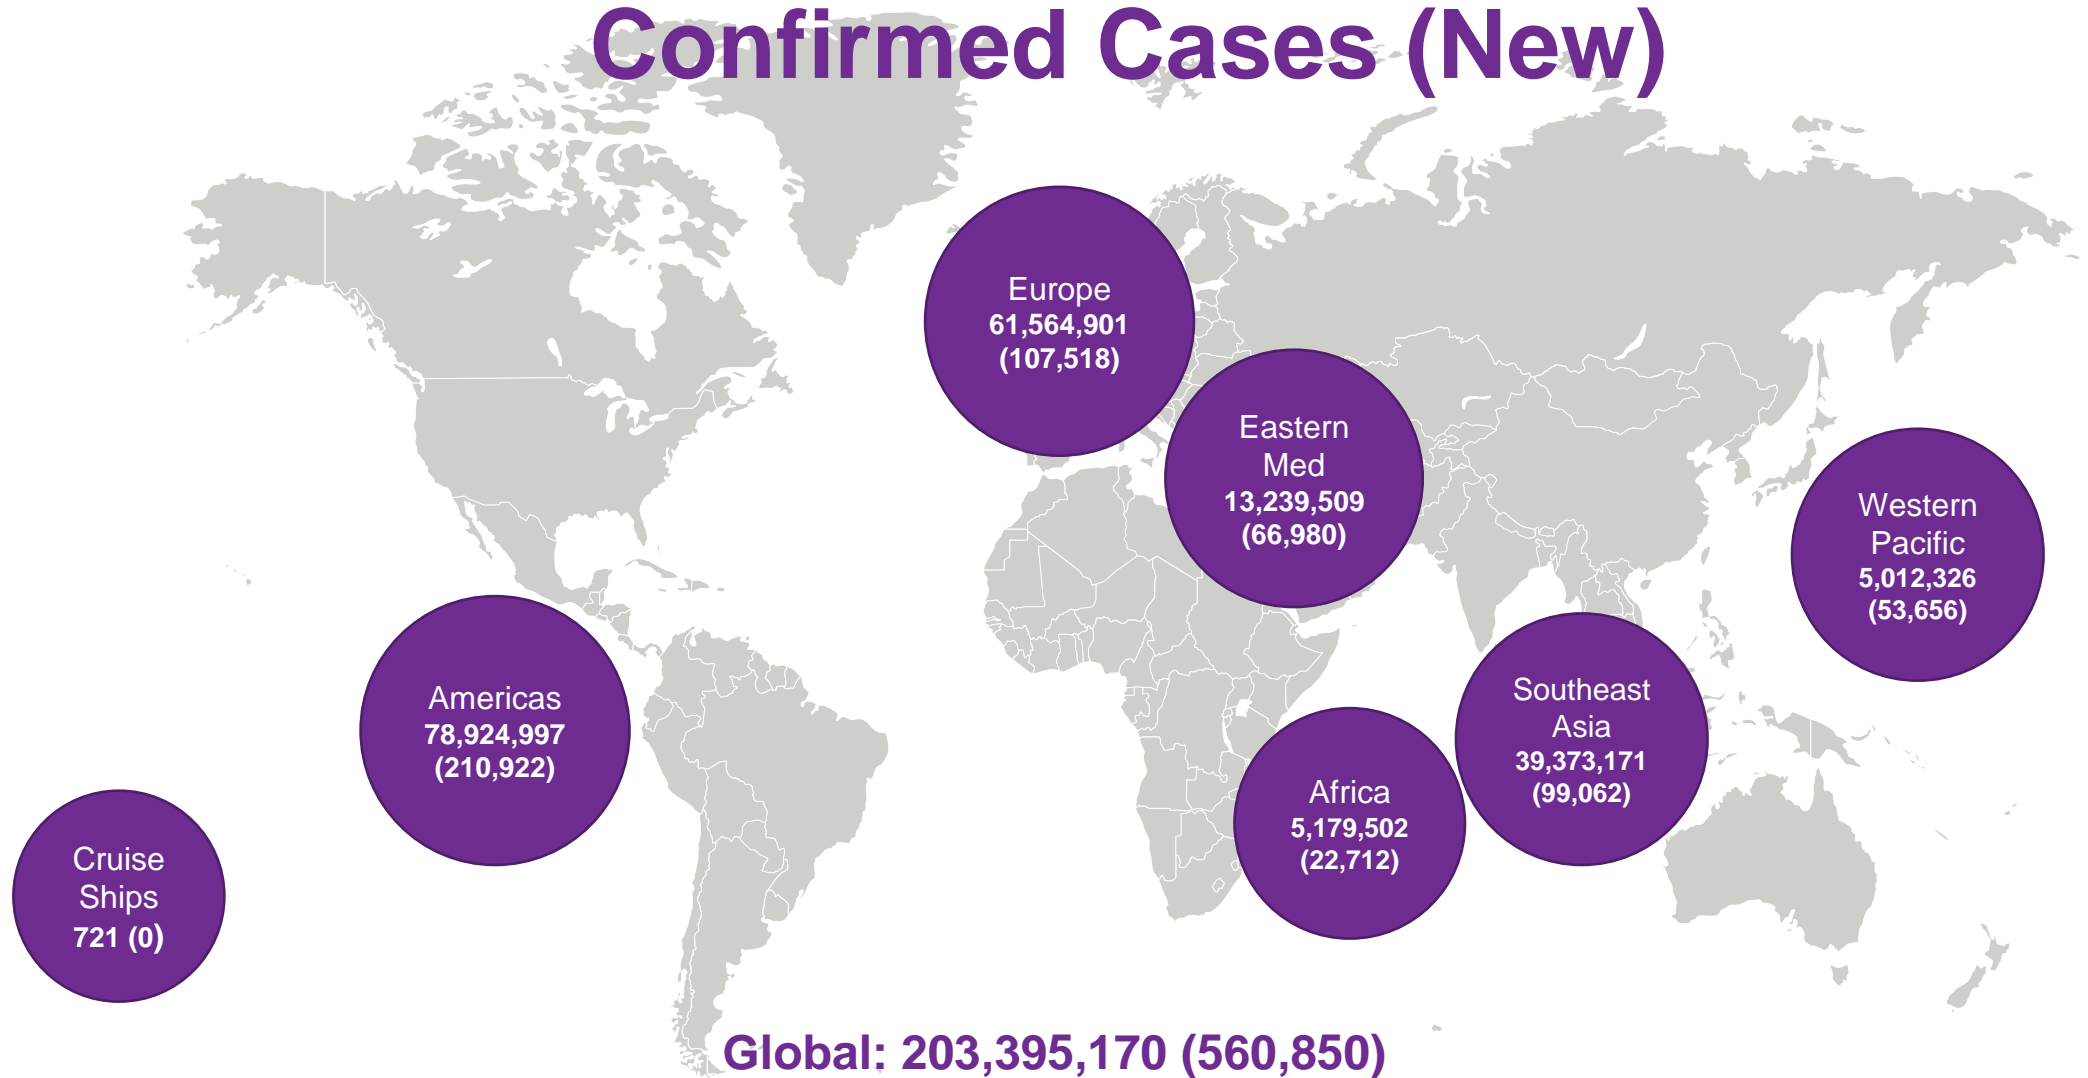 Confirmed Cases (New)
Europe
61,564,901
(107,518)
Eastern
Med
13,239,509
(66,980)
Western
Pacific
5,012,326
(53,656)
Americas
78,924,997
(210,922)
Southeast
Asia
39,373,171
(99,062)
Africa
5,179,502
(22,712)
Cruise
Ships
721 (0)
Global: 203,395,170 (560,850)